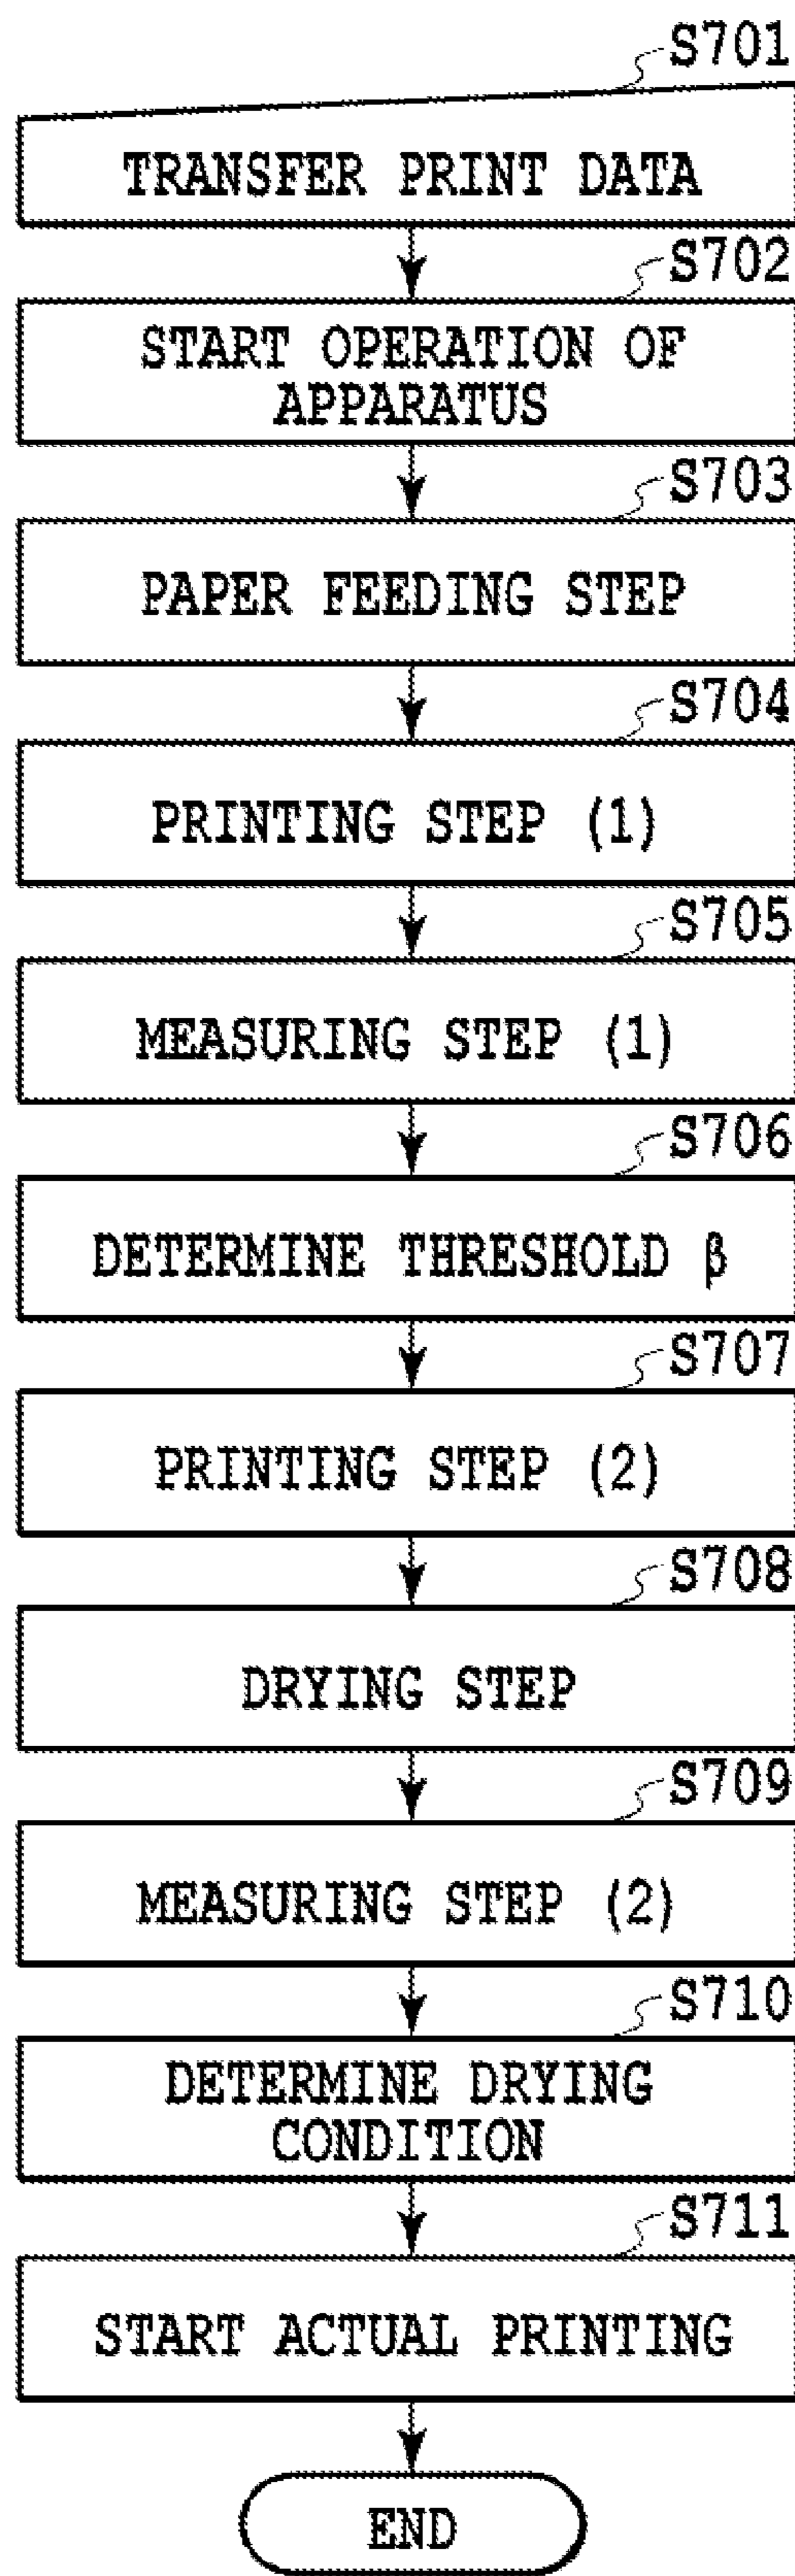 S701
TRANSFER PRINT DATA
S702
START OPERATION OF
APPARATUS
S703
PAPER FEEDING STEP
S704
PRINTING STEP (1)
S705
MEASURING STEP (1)
S706
DETERMINE THRESHOLD β
S707
PRINTING STEP (2)
S708
DRYING STEP
S709
MEASURING STEP (2)
S710
DETERMINE DRYING
CONDITION
S711
START ACTUAL PRINTING
END